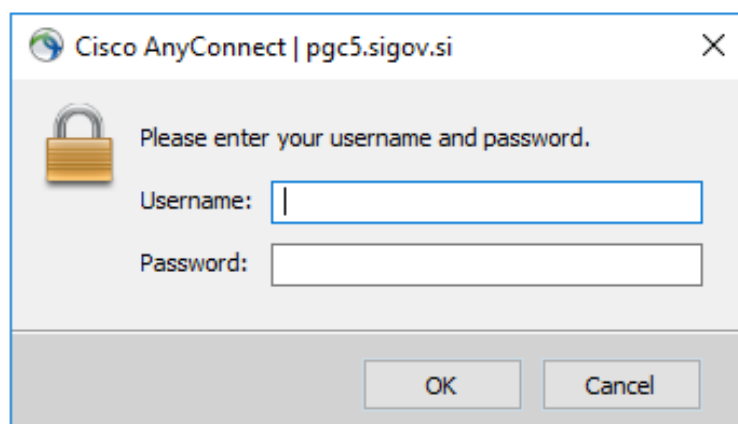 Cisco AnyConnect | pgc5.sigov.si
Please enter your username and password.
Username:
Password:
OK Cancel